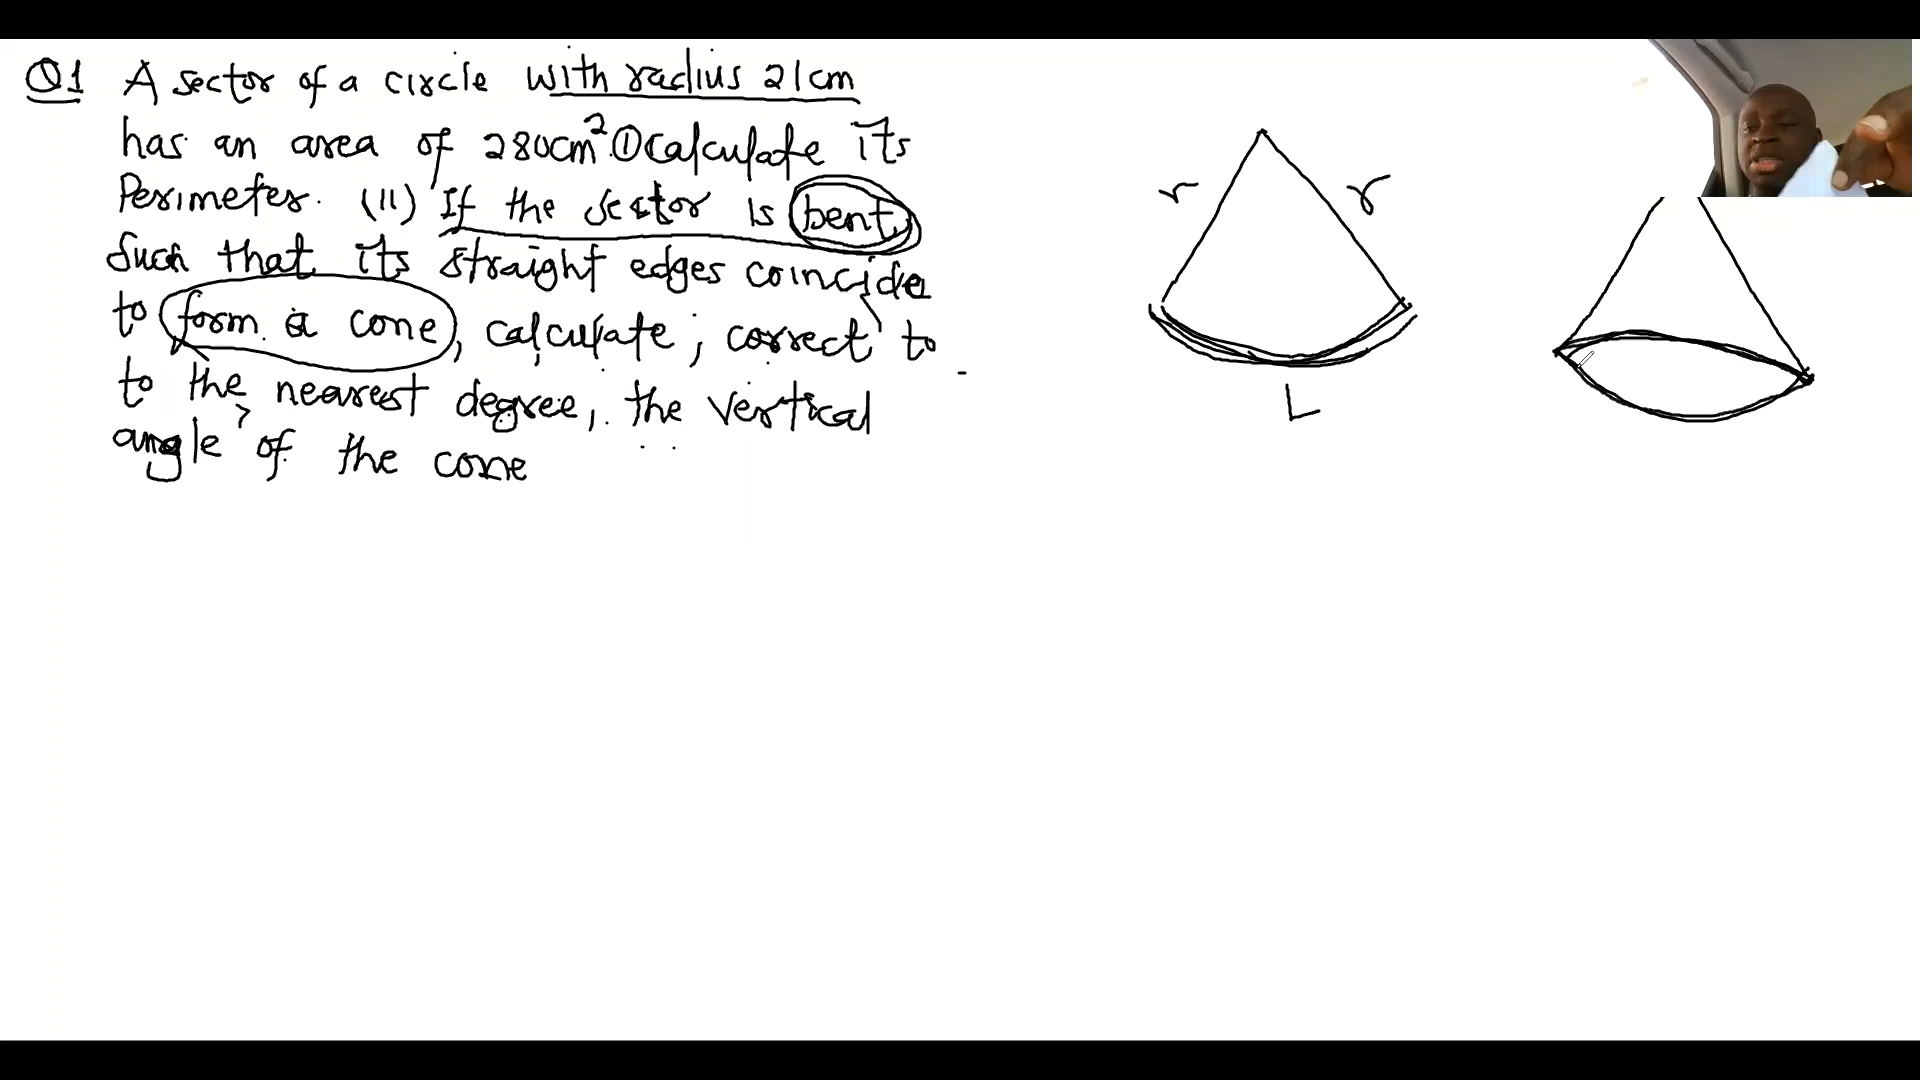 Q1 A sector of a circle with radius 21cm
has an area of 280cm² ① calculate its
Perimeter. (11) If the sector is bent,
Such that its straight edges coincide
to form a cone, calculate, correct to
to the nearest degree, the vertical
angle of the cone
r r
L